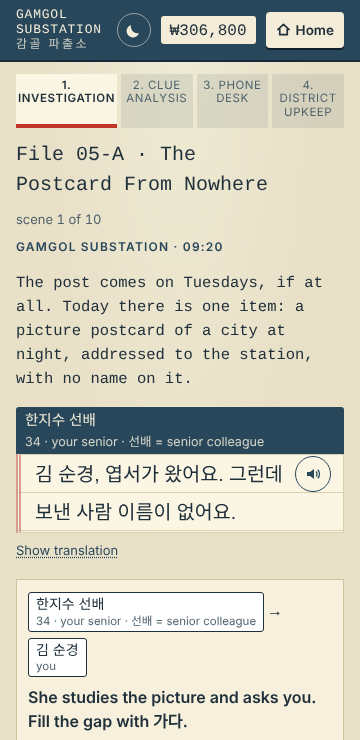 GAMGOL
SUBSTATION
감골 파출소
₩306,800
Home
1.
INVESTIGATION
2. CLUE
ANALYSIS
3. PHONE
DESK
4.
DISTRICT
UPKEEP
File 05-A · The
Postcard From Nowhere
scene 1 of 10
GAMGOL SUBSTATION · 09:20
The post comes on Tuesdays, if at
all. Today there is one item: a
picture postcard of a city at
night, addressed to the station,
with no name on it.
한지수 선배
34 · your senior · 선배 = senior colleague
김 순경, 엽서가 왔어요. 그런데
보낸 사람 이름이 없어요.
Show translation
한지수 선배
34 · your senior · 선배 = senior colleague
→
김 순경
you
She studies the picture and asks you.
Fill the gap with 가다.